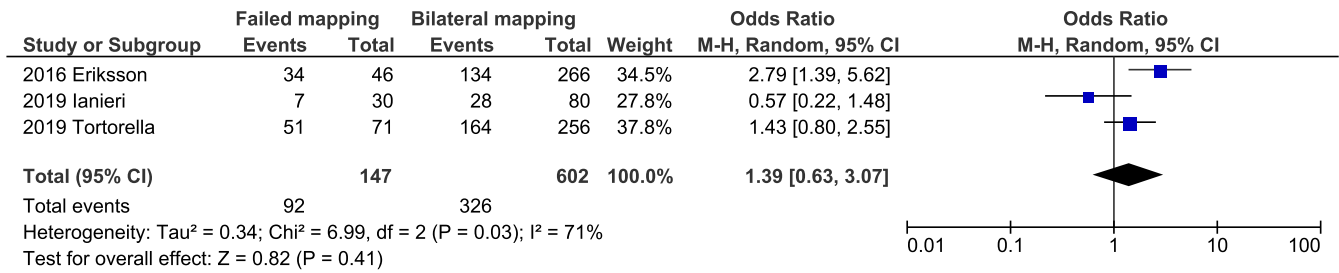 Failed mapping Bilateral mapping Odds Ratio Odds Ratio
Study or Subgroup Events Total Events Total Weight M-H, Random, 95% CI M-H, Random, 95% CI
2016 Eriksson 34 46 134 266 34.5% 2.79 [1.39, 5.62]
2019 Ianieri 7 30 28 80 27.8% 0.57 [0.22, 1.48]
2019 Tortorella 51 71 164 256 37.8% 1.43 [0.80, 2.55]
Total (95% CI) 147 602 100.0% 1.39 [0.63, 3.07]
Total events 92 326
Heterogeneity: Tau² = 0.34; Chi² = 6.99, df = 2 (P = 0.03); I² = 71%
Test for overall effect: Z = 0.82 (P = 0.41)
0.01 0.1 1 10 100